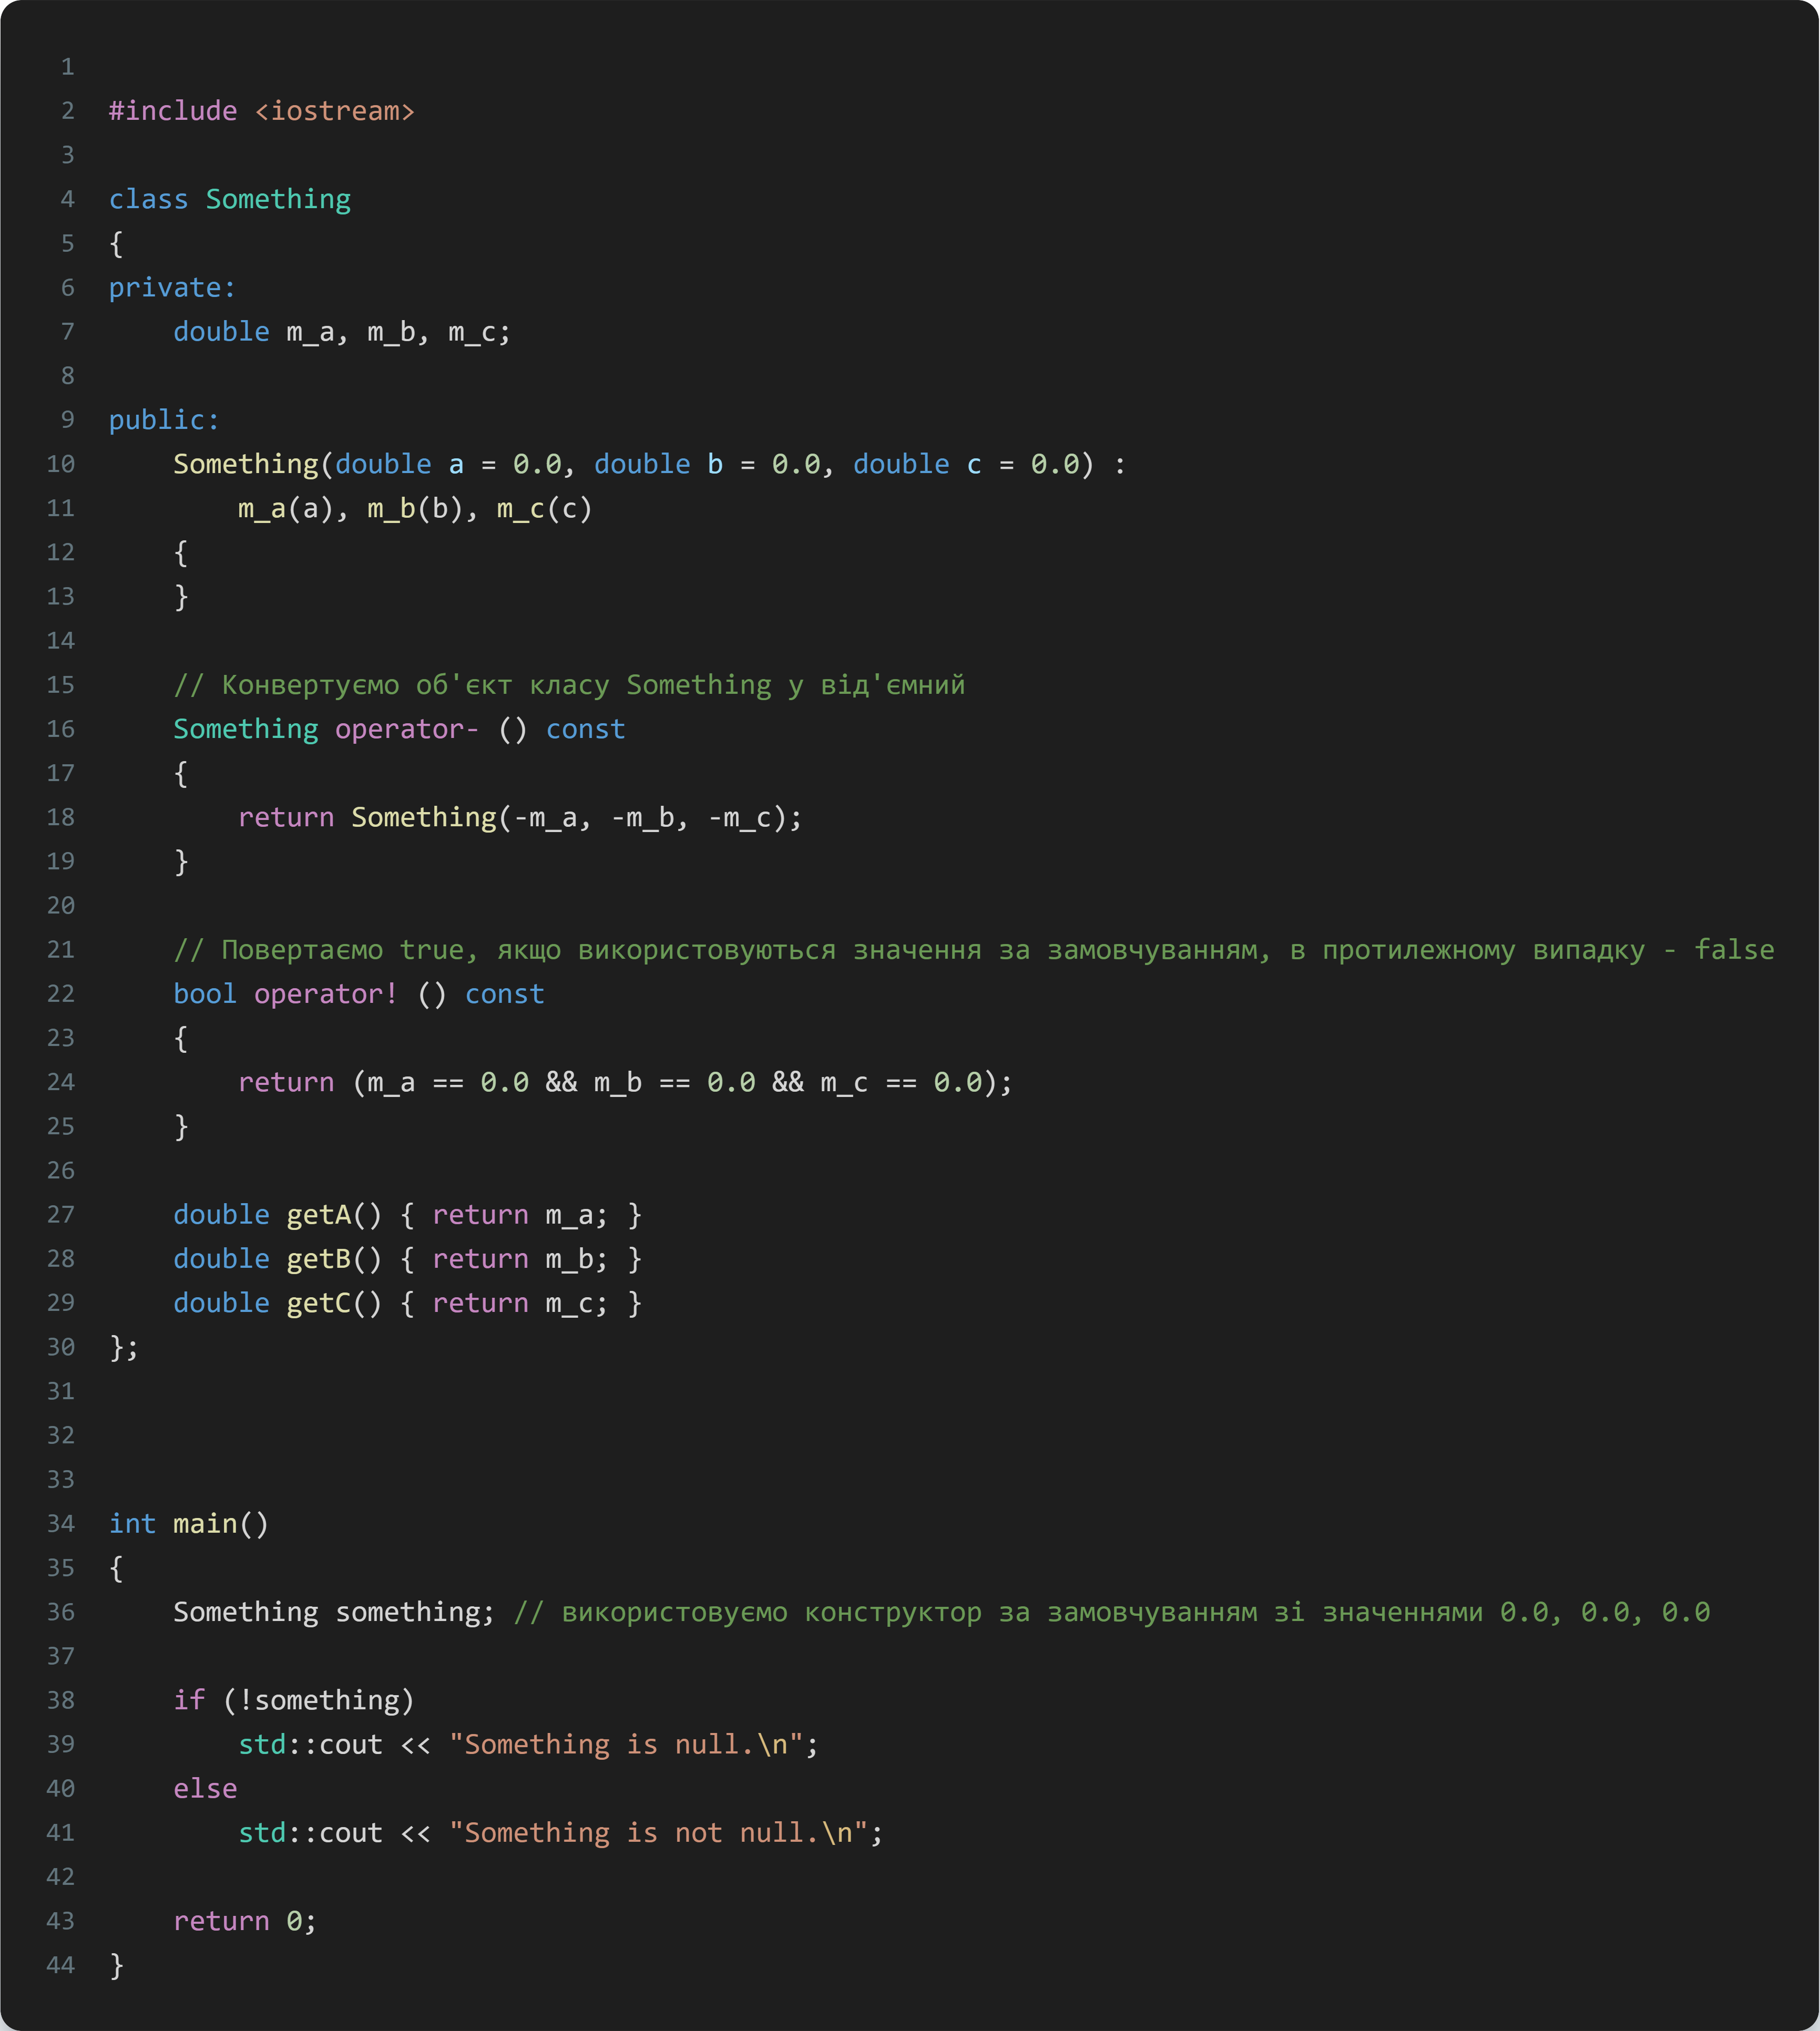 1
2 #include <iostream>
3
4 class Something
5 {
6 private:
7     double m_a, m_b, m_c;
8
9 public:
10     Something(double a = 0.0, double b = 0.0, double c = 0.0) :
11         m_a(a), m_b(b), m_c(c)
12     {
13     }
14
15     // Конвертуємо об'єкт класу Something у від'ємний
16     Something operator- () const
17     {
18         return Something(-m_a, -m_b, -m_c);
19     }
20
21     // Повертаємо true, якщо використовуються значення за замовчуванням, в протилежному випадку - false
22     bool operator! () const
23     {
24         return (m_a == 0.0 && m_b == 0.0 && m_c == 0.0);
25     }
26
27     double getA() { return m_a; }
28     double getB() { return m_b; }
29     double getC() { return m_c; }
30 };
31
32
33
34 int main()
35 {
36     Something something; // використовуємо конструктор за замовчуванням зі значеннями 0.0, 0.0, 0.0
37
38     if (!something)
39         std::cout << "Something is null.\n";
40     else
41         std::cout << "Something is not null.\n";
42
43     return 0;
44 }